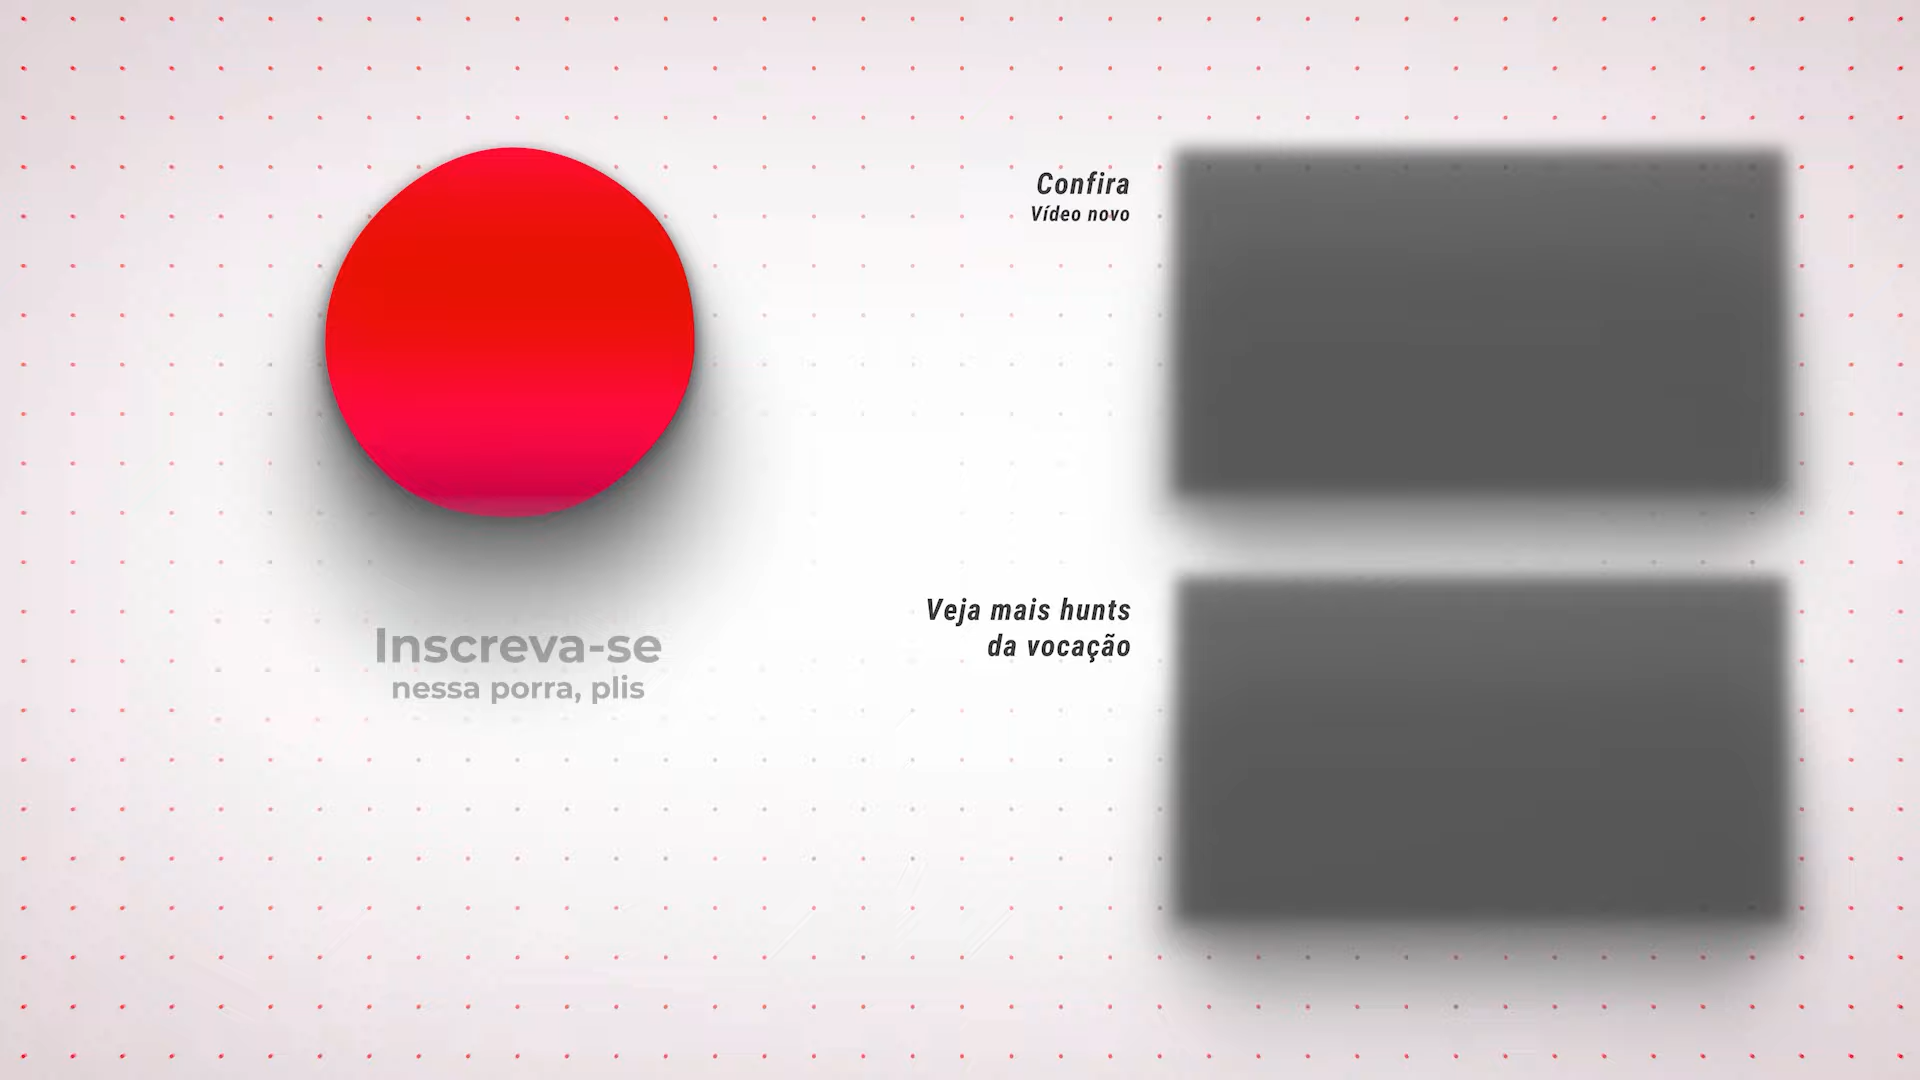 Confira
Vídeo novo
Inscreva-se
nessa porra, plis
Veja mais hunts
da vocação